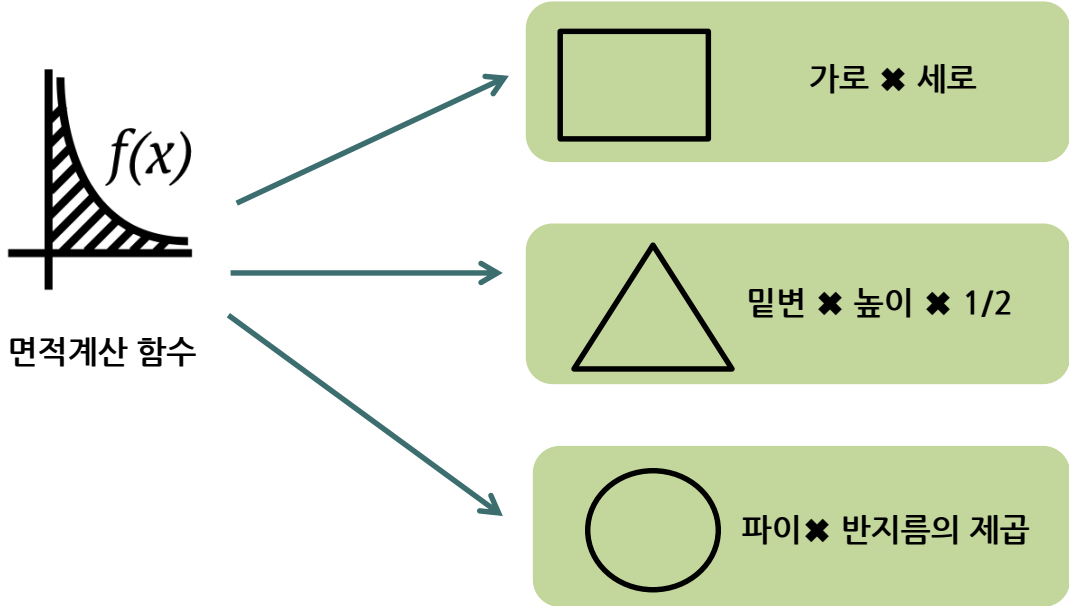 f(x)
면적계산 함수
가로 ✖ 세로
밑변 ✖ 높이 ✖ 1/2
파이✖ 반지름의 제곱